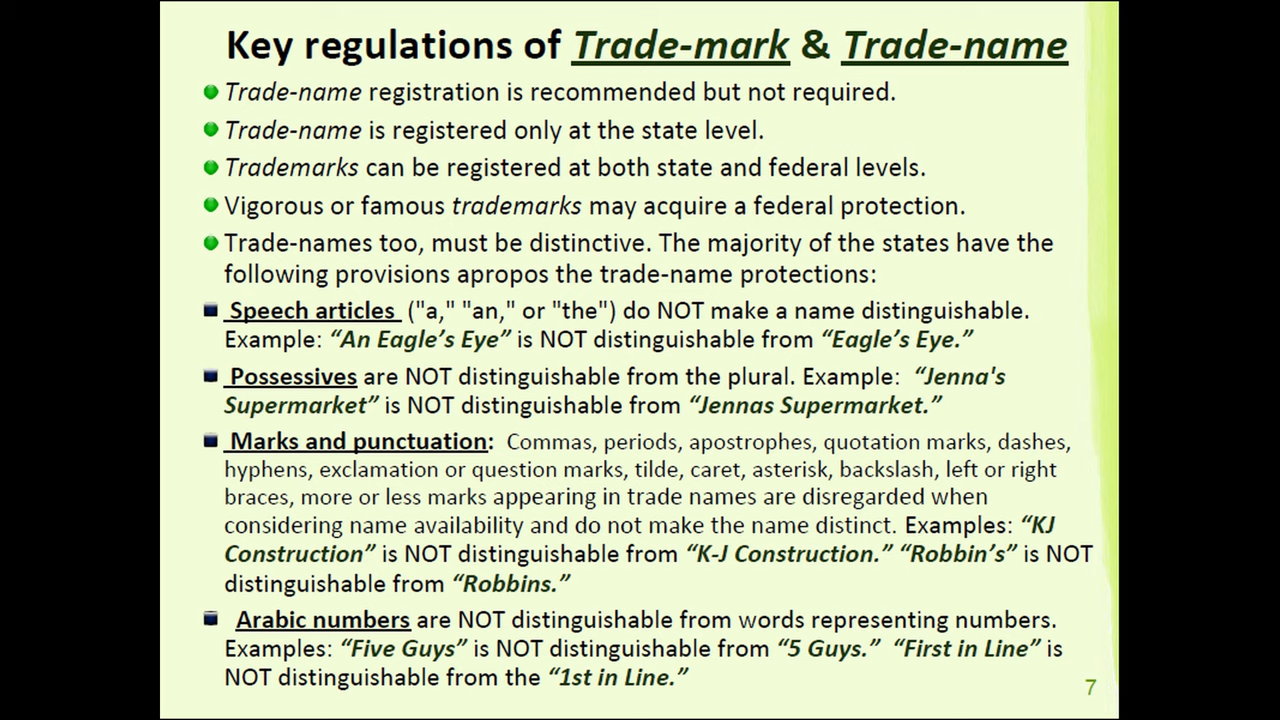 Key regulations of Trade-mark & Trade-name
Trade-name registration is recommended but not required.
Trade-name is registered only at the state level.
Trademarks can be registered at both state and federal levels.
Vigorous or famous trademarks may acquire a federal protection.
Trade-names too, must be distinctive. The majority of the states have the
following provisions apropos the trade-name protections:
Speech articles ("a," "an," or "the") do NOT make a name distinguishable.
Example: “An Eagle’s Eye” is NOT distinguishable from “Eagle’s Eye.”
Possessives are NOT distinguishable from the plural. Example: “Jenna's
Supermarket” is NOT distinguishable from “Jennas Supermarket.”
Marks and punctuation: Commas, periods, apostrophes, quotation marks, dashes,
hyphens, exclamation or question marks, tilde, caret, asterisk, backslash, left or right
braces, more or less marks appearing in trade names are disregarded when
considering name availability and do not make the name distinct. Examples: “KJ
Construction” is NOT distinguishable from “K-J Construction.” “Robbin’s” is NOT
distinguishable from “Robbins.”
Arabic numbers are NOT distinguishable from words representing numbers.
Examples: “Five Guys” is NOT distinguishable from “5 Guys.” “First in Line” is
NOT distinguishable from the “1st in Line.”
7